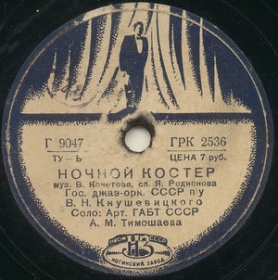 Г 9047 ГРК 2536
ТУ-Ь ЦЕНА 7 руб.
НОЧНОЙ КОСТЕР
муз. В. Кочетова, сл. Я. Родионова
Гос. джаз-орк. СССР п/у
В. Н. Кнушевицкого
Соло: Арт. ГАБТ СССР
А. М. Тимошаева
НОГИНСКИЙ ЗАВОД